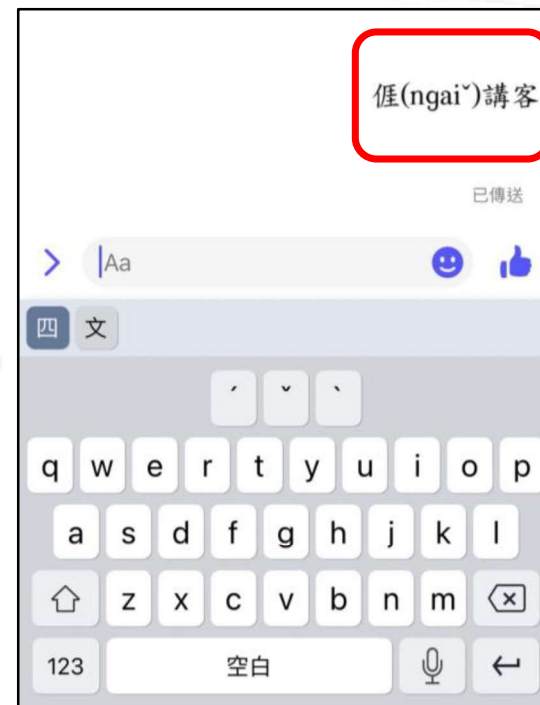 𠊎(ngaiˇ)講客
已傳送
Aa
四 文
ˊ ˇ ˋ
q w e r t y u i o p
a s d f g h j k l
z x c v b n m
123 空白